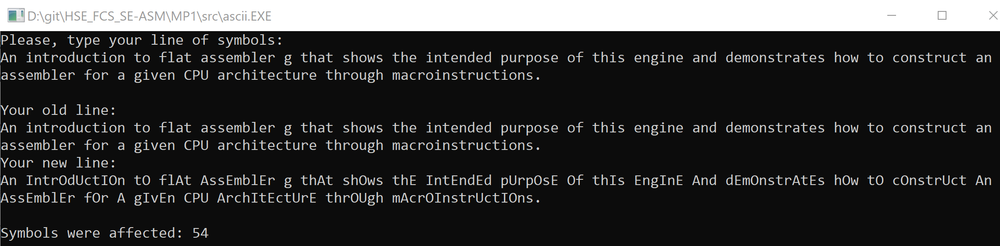 D:\git\HSE_FCS_SE-ASM\MP1\src\ascii.EXE
Please, type your line of symbols:
An introduction to flat assembler g that shows the intended purpose of this engine and demonstrates how to construct an
assembler for a given CPU architecture through macroinstructions.
Your old line:
An introduction to flat assembler g that shows the intended purpose of this engine and demonstrates how to construct an
assembler for a given CPU architecture through macroinstructions.
Your new line:
An IntrOdUctIOn tO flAt AssEmblEr g thAt shOws thE IntEndEd pUrpOsE Of thIs EngInE And dEmOnstrAtEs hOw tO cOnstrUct An
AssEmblEr fOr A gIvEn CPU ArchItEctUrE thrOUgh mAcrOInstrUctIOns.
Symbols were affected: 54